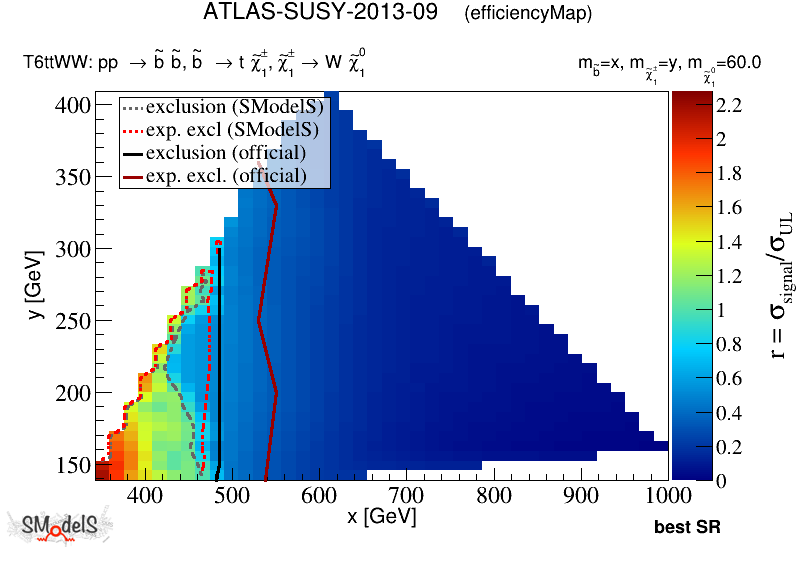 ATLAS-SUSY-2013-09 (efficiencyMap)
T6ttWW: pp → b̃ b̃, b̃ → t χ̃₁±, χ̃₁± → W χ̃₁⁰
m_b̃=x, m_χ̃₁±=y, m_χ̃₁⁰=60.0
exclusion (SModelS)
exp. excl (SModelS)
exclusion (official)
exp. excl. (official)
400
350
300
250
200
150
y [GeV]
400 500 600 700 800 900 1000
x [GeV]
2.2
2
1.8
1.6
1.4
1.2
1
0.8
0.6
0.4
0.2
0
r = σ_signal/σ_UL
best SR
SModelS